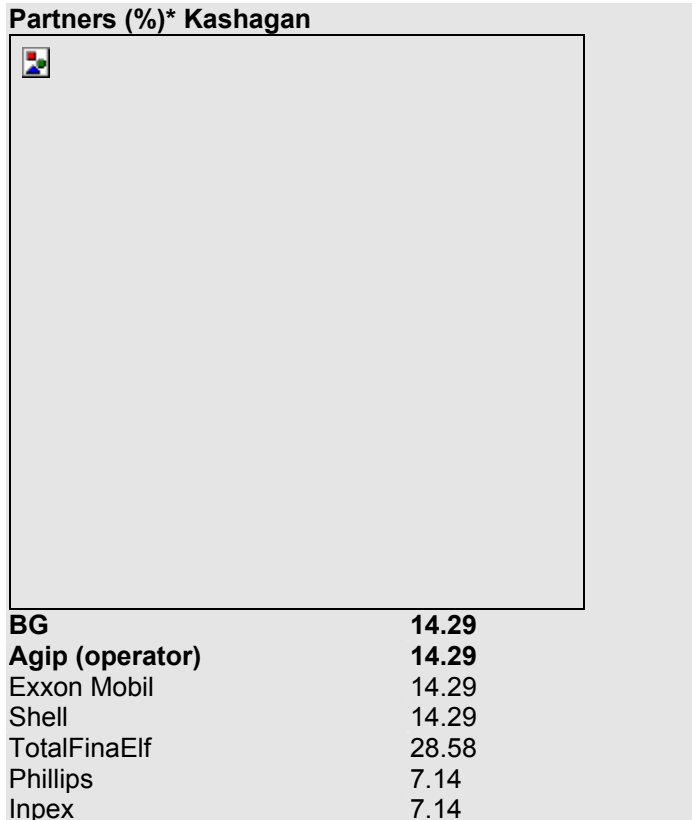 Partners (%)* Kashagan
BG 14.29
Agip (operator) 14.29
Exxon Mobil 14.29
Shell 14.29
TotalFinaElf 28.58
Phillips 7.14
Inpex 7.14